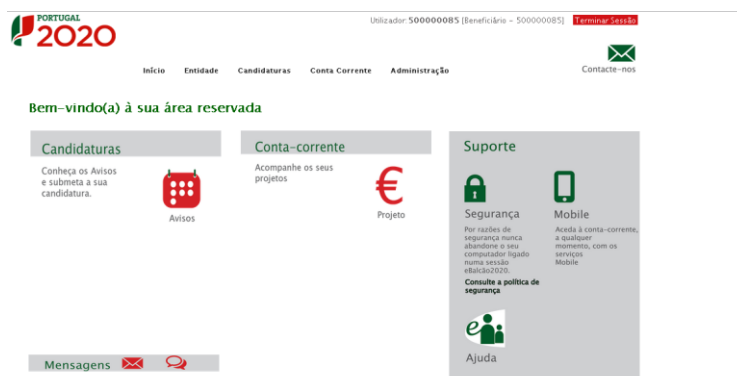 PORTUGAL
2020
Utilizador: 500000085 [Beneficiário - 500000085] Terminar Sessão
Início Entidade Candidaturas Conta Corrente Administração
Contacte-nos
Bem-vindo(a) à sua área reservada
Candidaturas
Conheça os Avisos
e submeta a sua
candidatura.
Avisos
Conta-corrente
Acompanhe os seus
projetos
€
Projeto
Suporte
Segurança
Por razões de
segurança nunca
abandone o seu
computador ligado
numa sessão
eBalcão2020.
Consulte a política de
segurança
Mobile
Aceda à conta-corrente,
a qualquer
momento, com os
serviços
Mobile
e
Ajuda
Mensagens